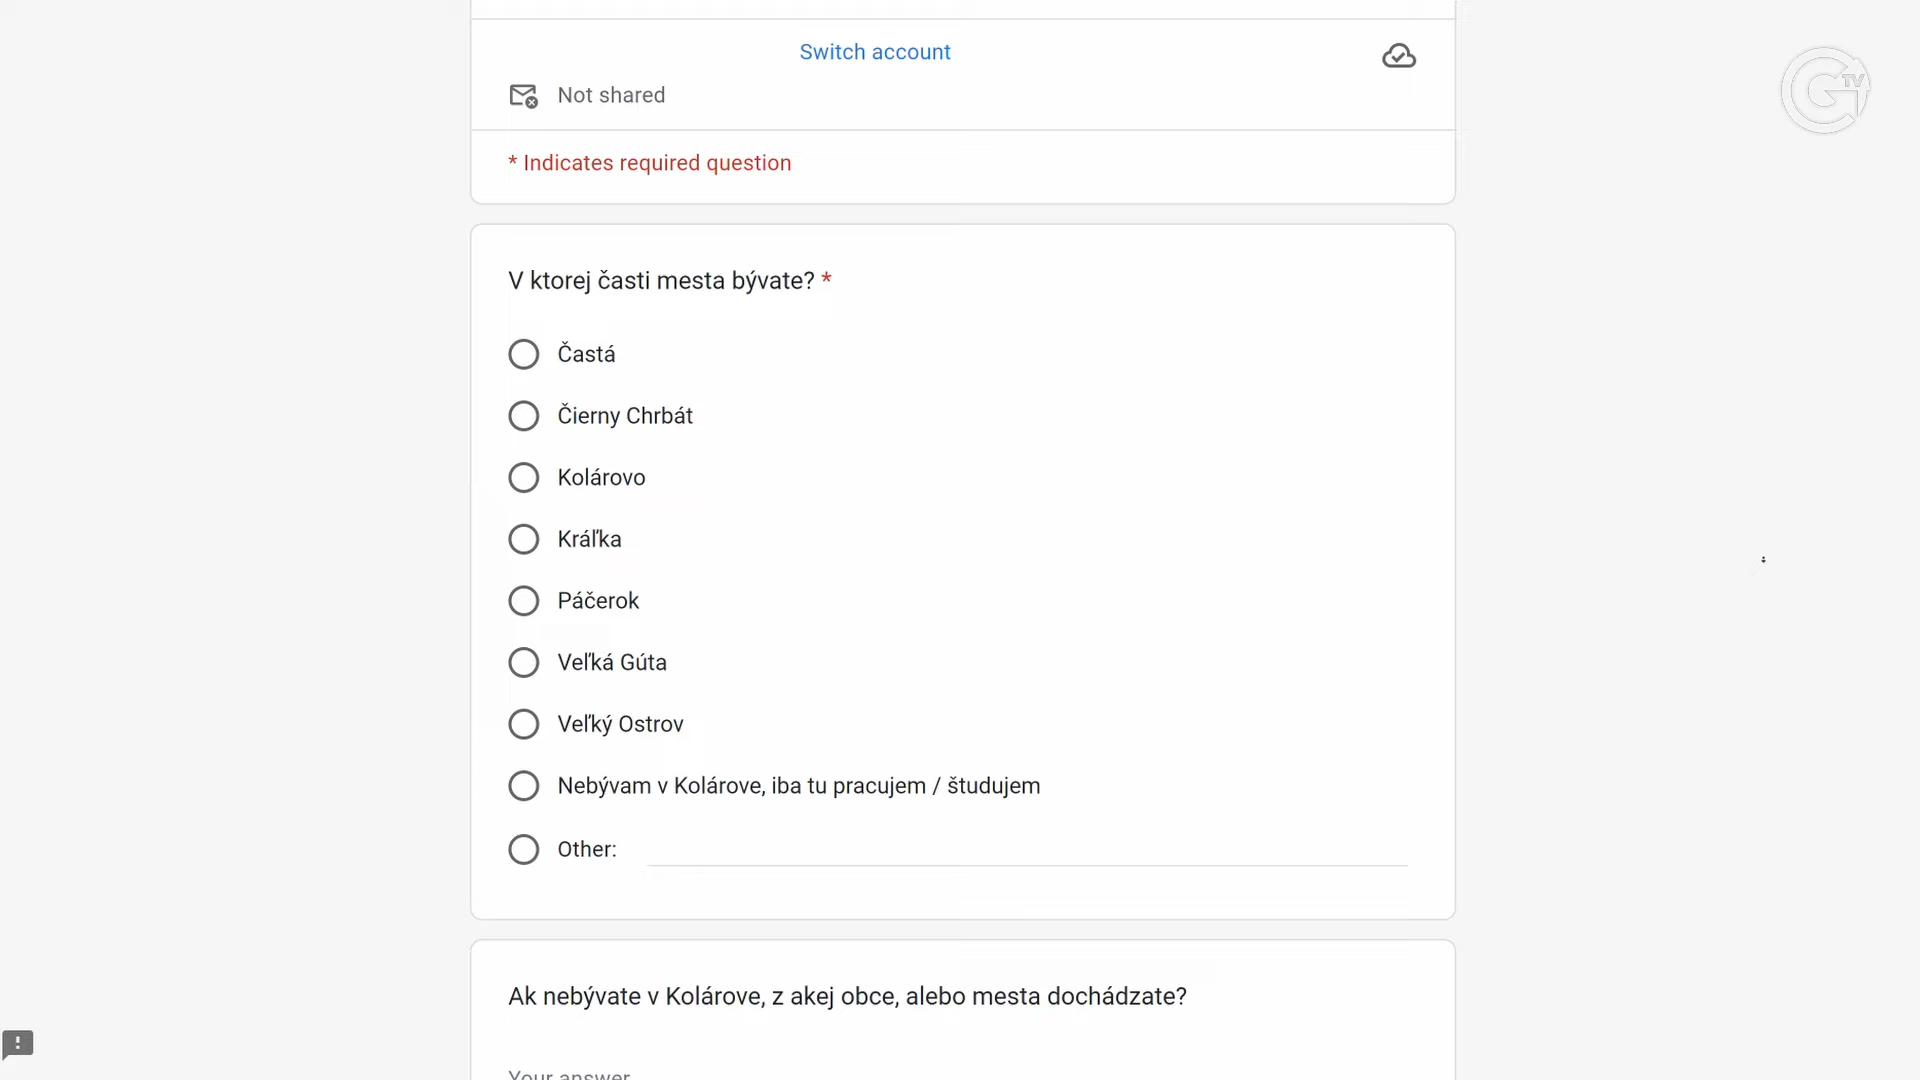 Switch account
Not shared
* Indicates required question
V ktorej časti mesta bývate? *
Častá
Čierny Chrbát
Kolárovo
Kráľka
Páčerok
Veľká Gúta
Veľký Ostrov
Nebývam v Kolárove, iba tu pracujem / študujem
Other:
Ak nebývate v Kolárove, z akej obce, alebo mesta dochádzate?
Your answer
G TV